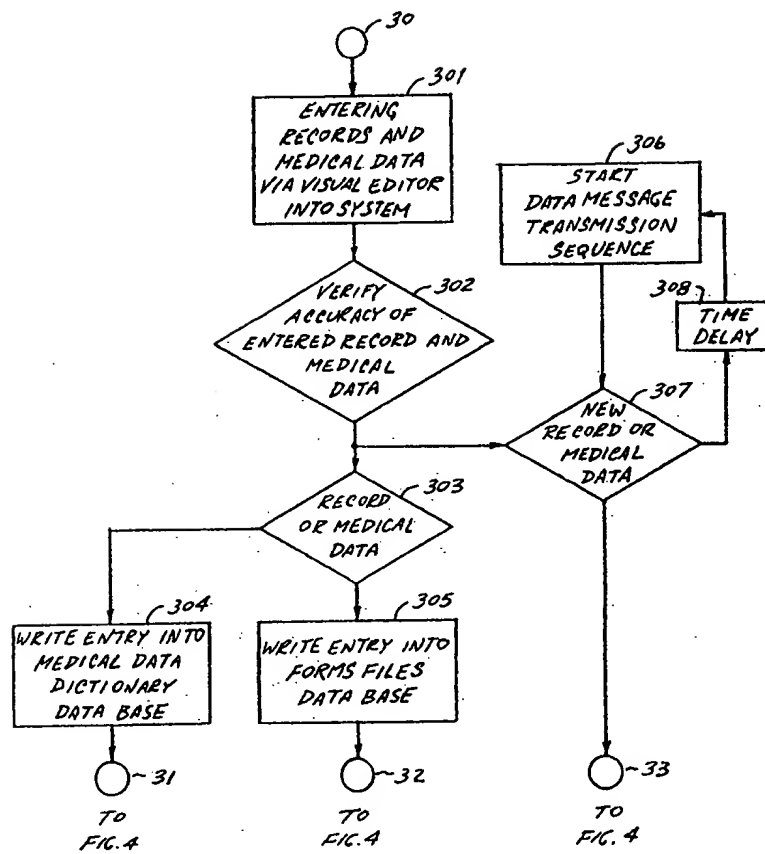 30
301
ENTERING
RECORDS AND
MEDICAL DATA
VIA VISUAL EDITOR
INTO SYSTEM
302
VERIFY
ACCURACY OF
ENTERED RECORD AND
MEDICAL
DATA
306
START
DATA MESSAGE
TRANSMISSION
SEQUENCE
308
TIME
DELAY
307
NEW
RECORD OR
MEDICAL
DATA
303
RECORD
OR MEDICAL
DATA
304
WRITE ENTRY INTO
MEDICAL DATA
DICTIONARY
DATA BASE
305
WRITE ENTRY INTO
FORMS FILES
DATA BASE
31
TO
FIG.4
32
TO
FIG.4
33
TO
FIG.4